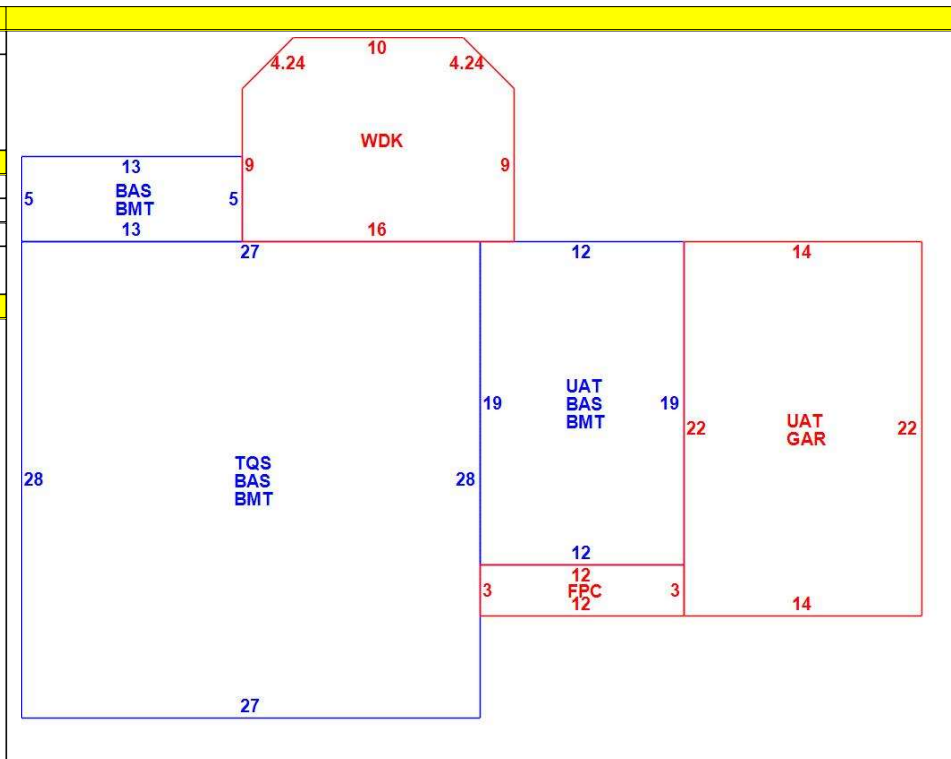 10
4.24 4.24
WDK
9 9
16
13
5 BAS 5
BMT
13
27
28 TQS 28
BAS
BMT
27
12
19 UAT 19
BAS
BMT
12
12
3 FPC 3
12
14
22 UAT 22
GAR
14